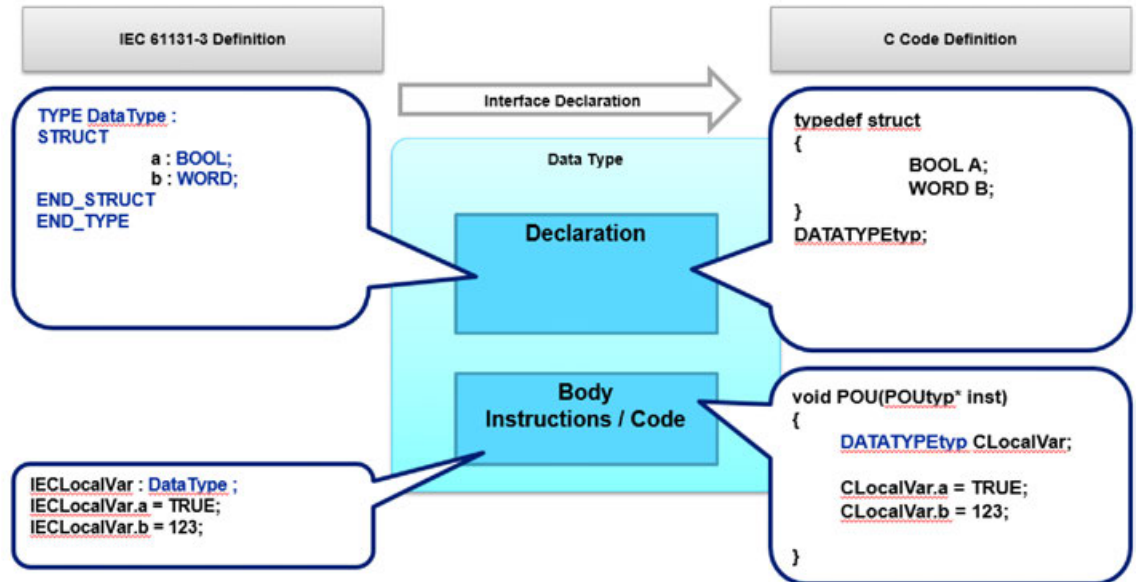 IEC 61131-3 Definition
C Code Definition
Interface Declaration
TYPE DataType :
STRUCT
a : BOOL;
b : WORD;
END_STRUCT
END_TYPE
Data Type
Declaration
typedef struct
{
BOOL A;
WORD B;
}
DATATYPEtyp;
Body
Instructions / Code
IECLocalVar : DataType ;
IECLocalVar.a = TRUE;
IECLocalVar.b = 123;
void POU(POUtyp* inst)
{
DATATYPEtyp CLocalVar;
CLocalVar.a = TRUE;
CLocalVar.b = 123;
}